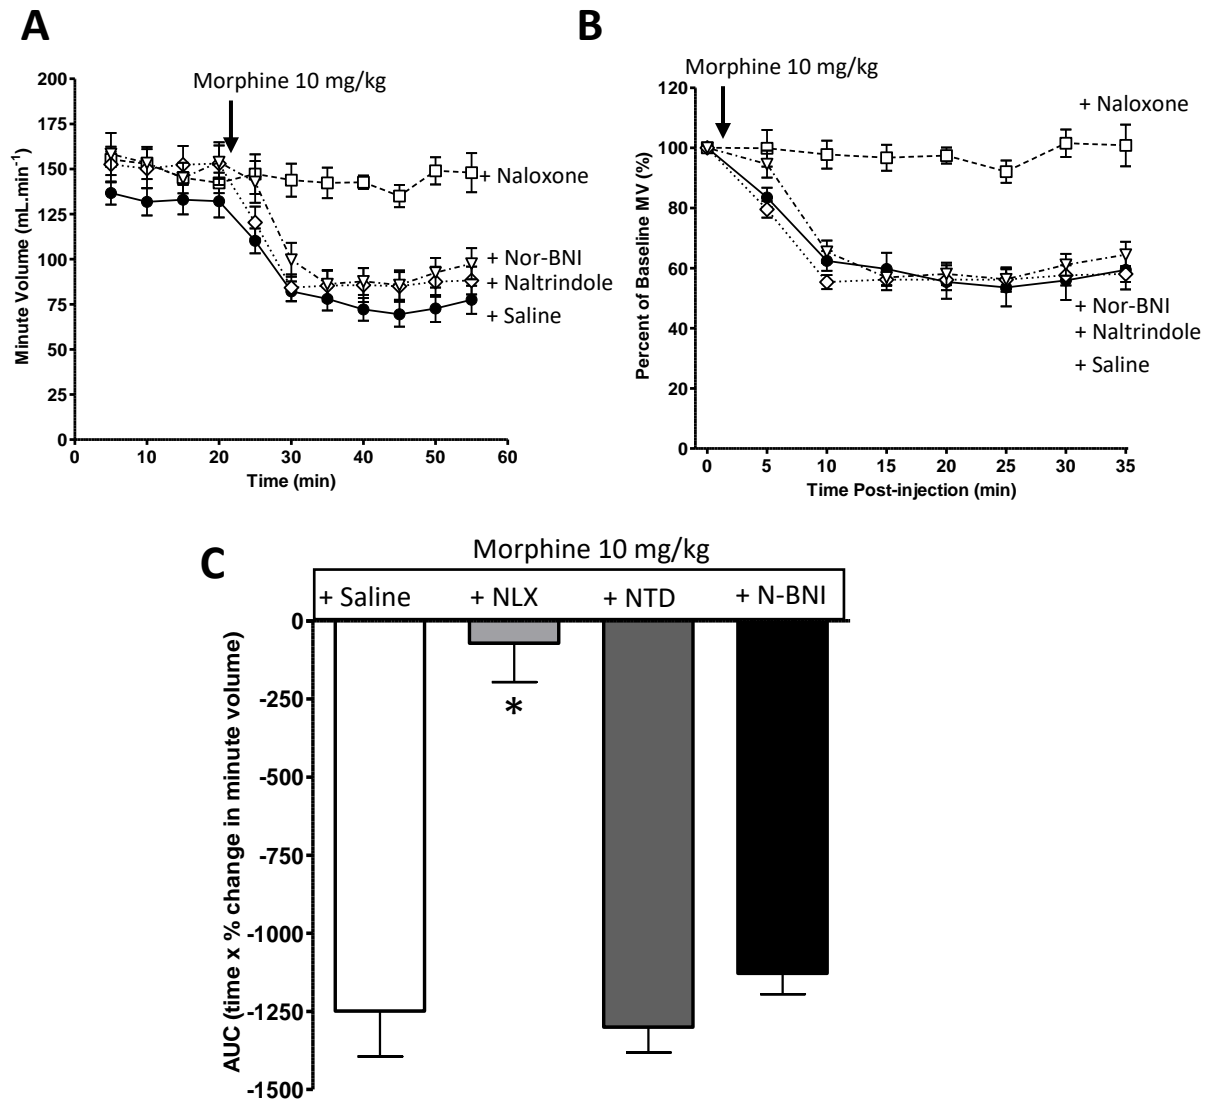 A
Morphine 10 mg/kg
Minute Volume (mL.min⁻¹)
200
175
150
125
100
75
50
25
0
0 10 20 30 40 50 60
Time (min)
+ Naloxone
+ Nor-BNI
+ Naltrindole
+ Saline
B
Morphine 10 mg/kg
Percent of Baseline MV (%)
120
100
80
60
40
20
0
0 5 10 15 20 25 30 35
Time Post-injection (min)
+ Naloxone
+ Nor-BNI
+ Naltrindole
+ Saline
C
Morphine 10 mg/kg
+ Saline + NLX + NTD + N-BNI
AUC (time x % change in minute volume)
0
-250
-500
-750
-1000
-1250
-1500
*